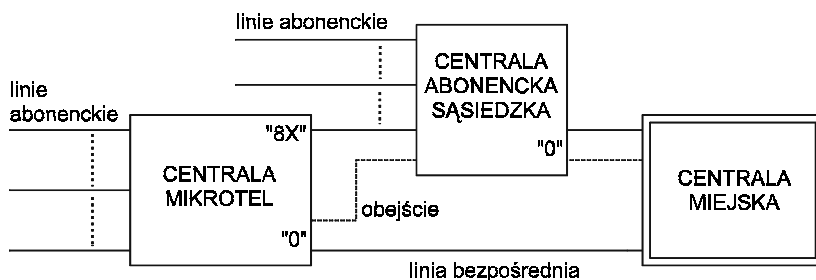 linie abonenckie
CENTRALA
ABONENCKA
SĄSIEDZKA
"0"
linie
abonenckie
"8X"
CENTRALA
MIKROTEL
"0"
obejście
CENTRALA
MIEJSKA
linia bezpośrednia